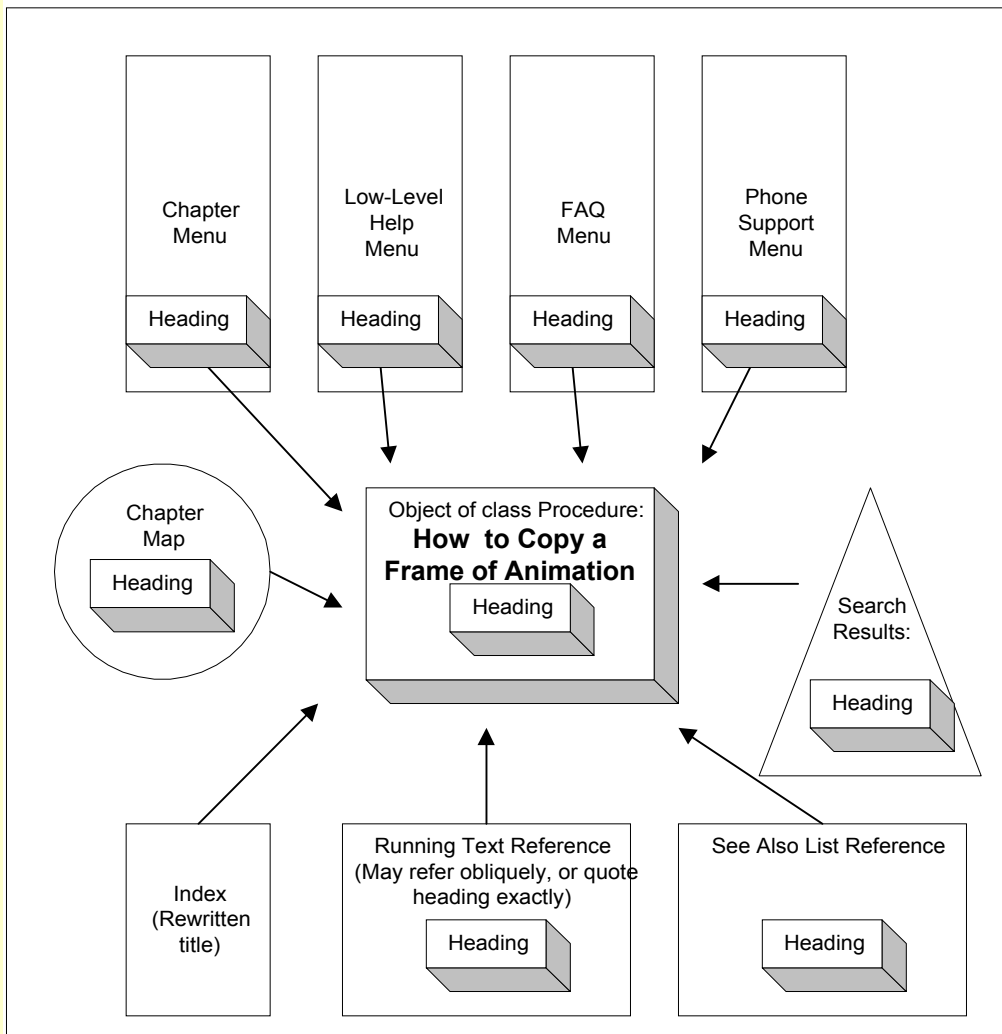 Chapter
Menu
Heading
Low-Level
Help
Menu
Heading
FAQ
Menu
Heading
Phone
Support
Menu
Heading
Chapter
Map
Heading
Object of class Procedure:
How to Copy a
Frame of Animation
Heading
Search
Results:
Heading
Index
(Rewritten
title)
Running Text Reference
(May refer obliquely, or quote
heading exactly)
Heading
See Also List Reference
Heading